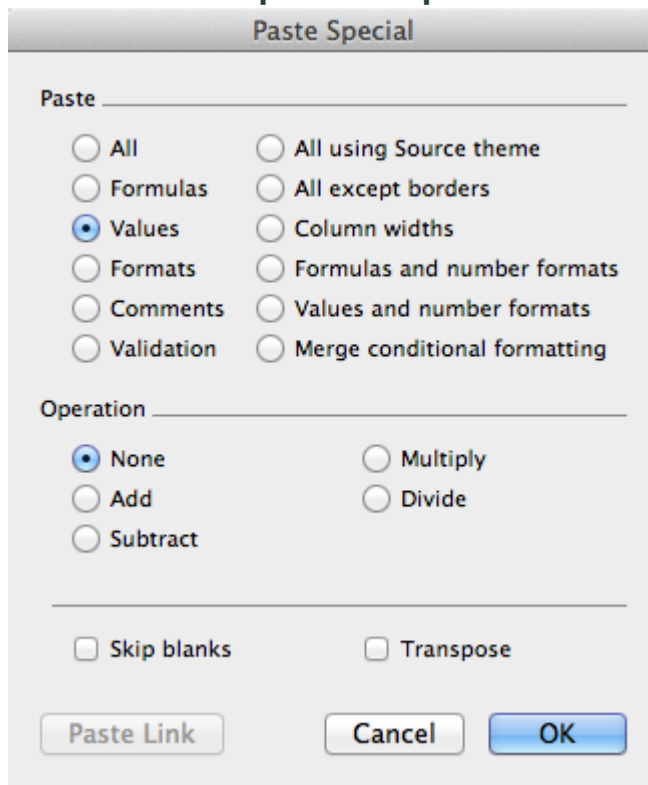 Paste Special
Paste
All
All using Source theme
Formulas
All except borders
Values
Column widths
Formats
Formulas and number formats
Comments
Values and number formats
Validation
Merge conditional formatting
Operation
None
Multiply
Add
Divide
Subtract
Skip blanks
Transpose
Paste Link
Cancel
OK